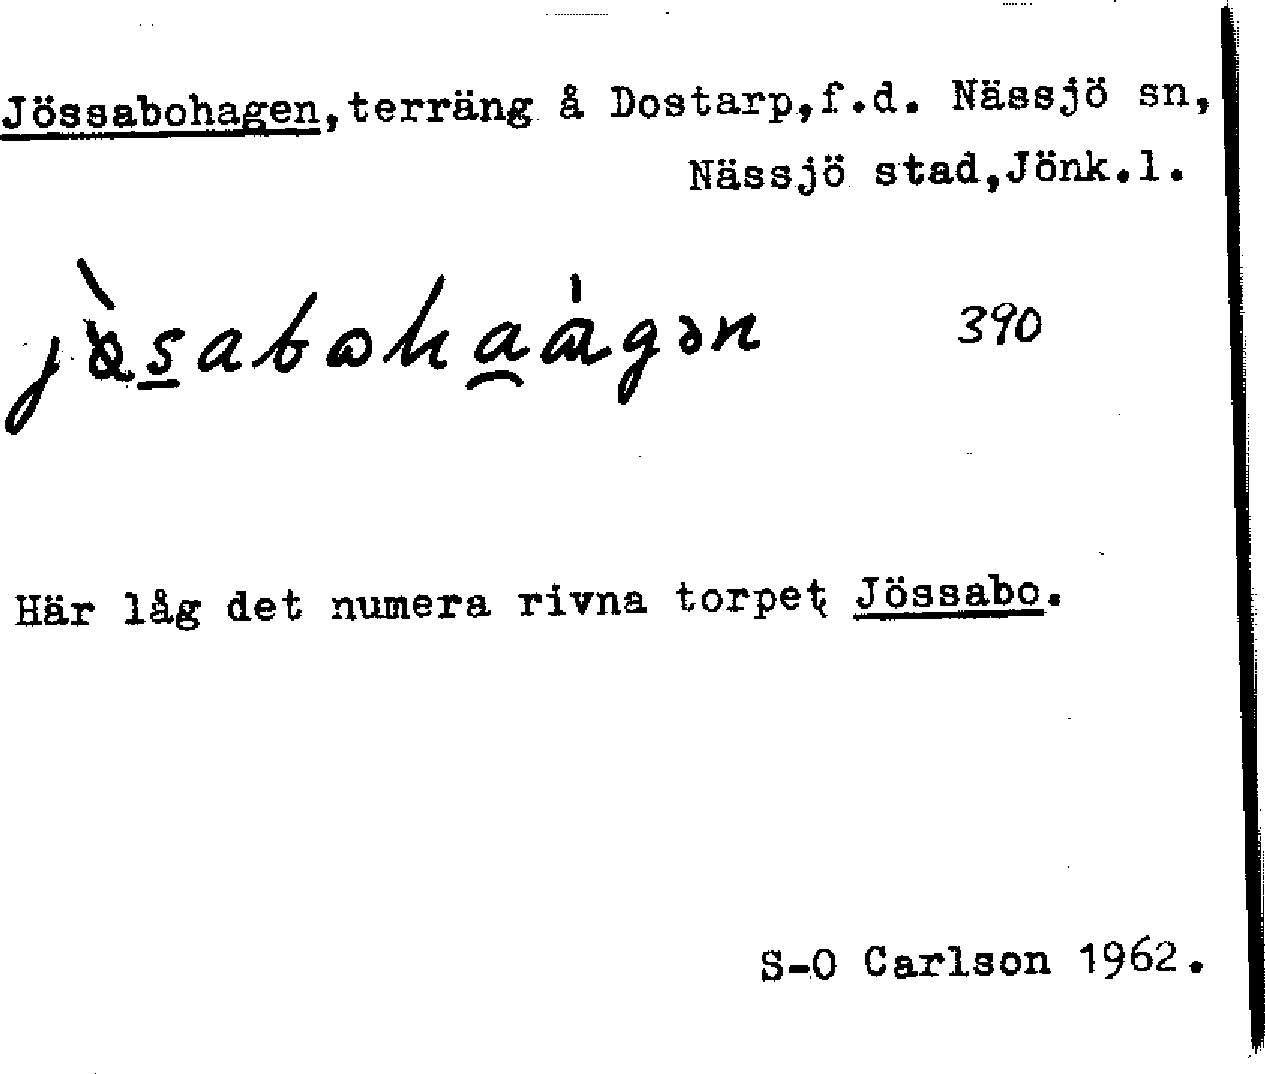 Jössabohagen,terräng å Dostarp,f.d. Nässjö sn,
Nässjö stad,Jönk.l.
390
Här låg det numera rivna torpet Jössabo.
S-O Carlson 1962.